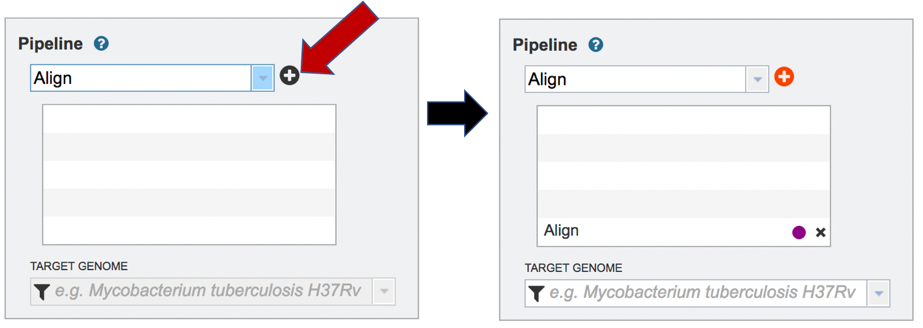 Pipeline ?
Align
TARGET GENOME
e.g. Mycobacterium tuberculosis H37Rv
Pipeline ?
Align
Align
TARGET GENOME
e.g. Mycobacterium tuberculosis H37Rv